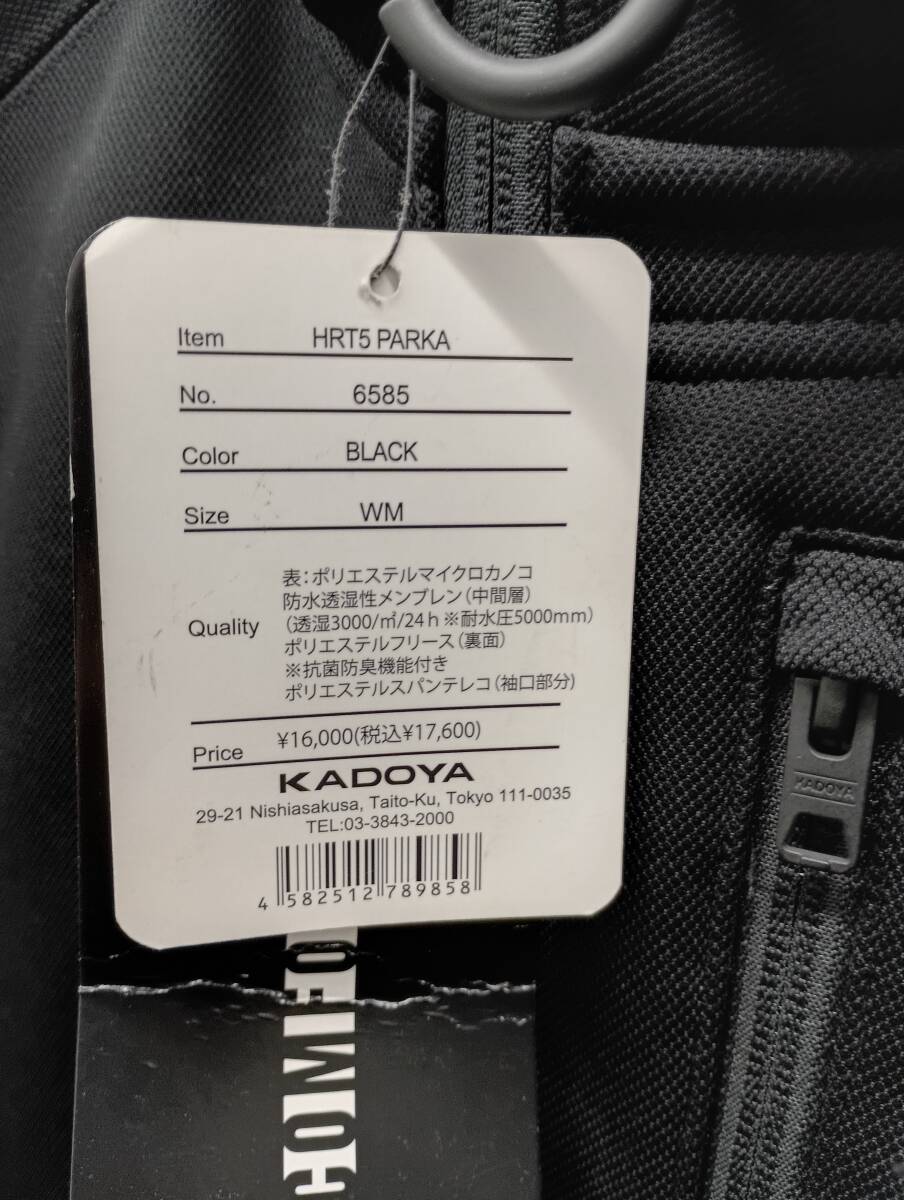 Item HRT5 PARKA
No. 6585
Color BLACK
Size WM
Quality
表:ポリエステルマイクロカノコ
防水透湿性メンブレン(中間層)
(透湿3000/㎡/24h※耐水圧5000mm)
ポリエステルフリース(裏面)
※抗菌防臭機能付き
ポリエステルスパンテレコ(袖口部分)
Price ¥16,000(税込¥17,600)
KADOYA
29-21 Nishiasakusa, Taito-Ku, Tokyo 111-0035
TEL:03-3843-2000
4 582512 789858
KADOYA